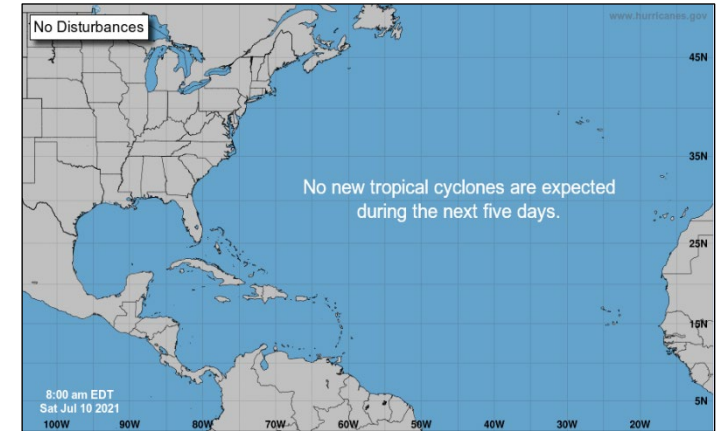 No Disturbances
www.hurricanes.gov
45N
35N
No new tropical cyclones are expected
during the next five days.
25N
15N
8:00 am EDT
Sat Jul 10 2021
5N
100W 90W 80W 70W 60W 50W 40W 30W 20W